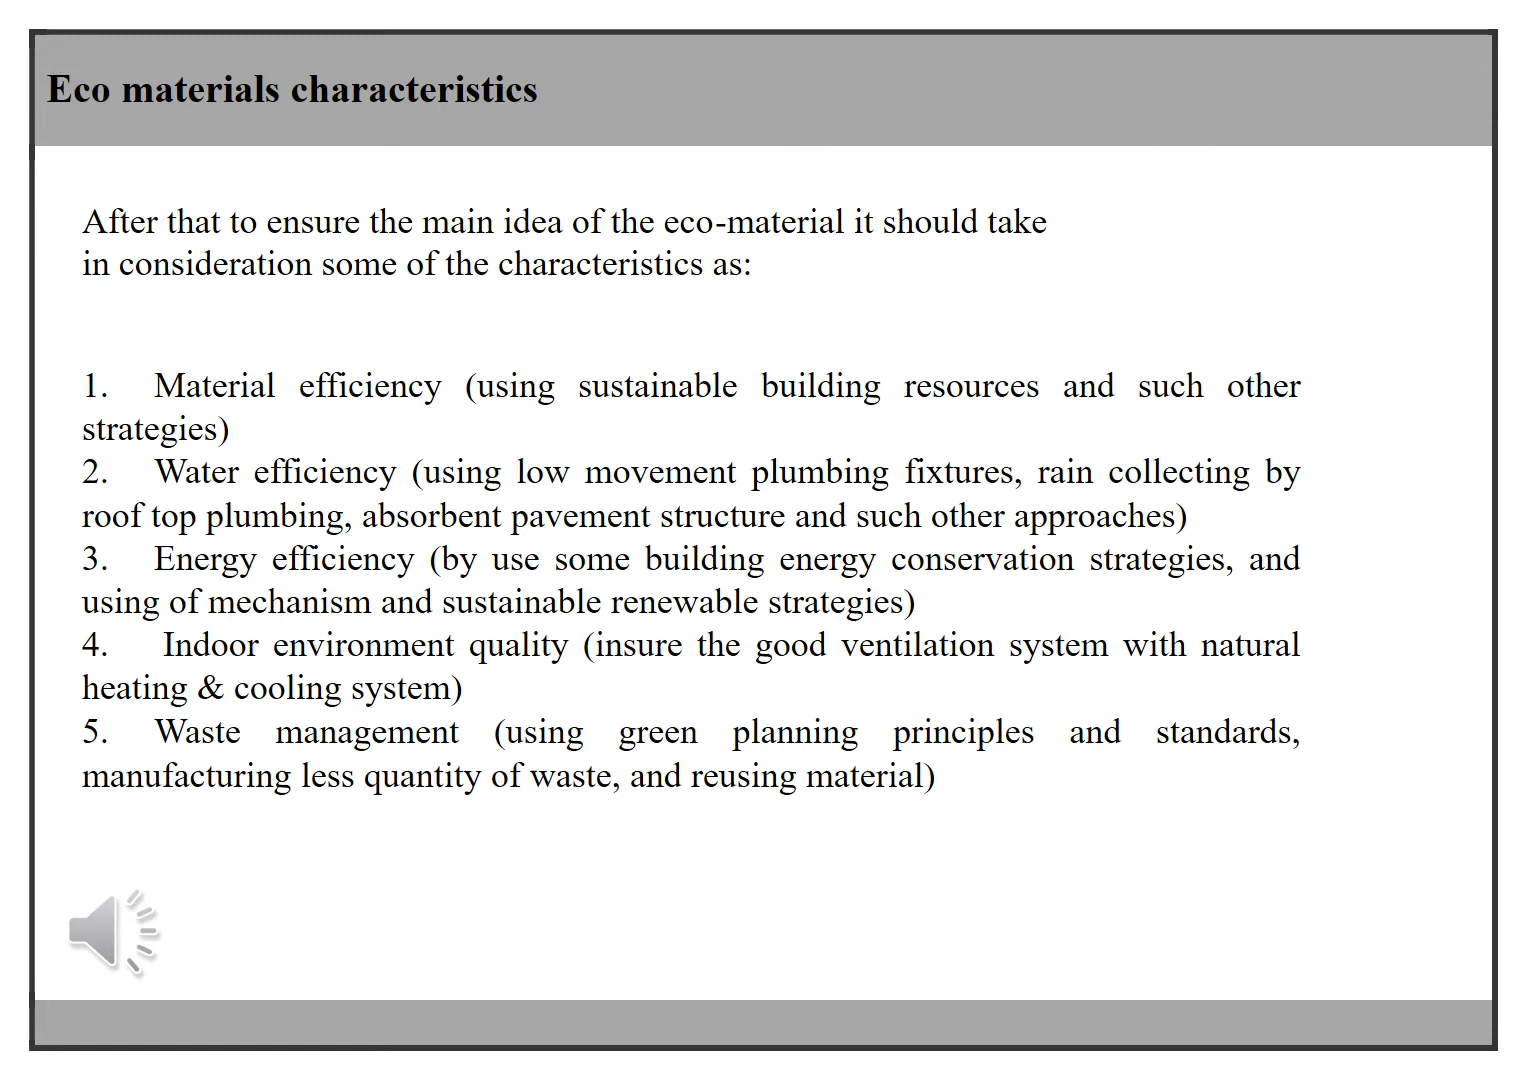 Eco materials characteristics
After that to ensure the main idea of the eco-material it should take
in consideration some of the characteristics as:
1. Material efficiency (using sustainable building resources and such other
strategies)
2. Water efficiency (using low movement plumbing fixtures, rain collecting by
roof top plumbing, absorbent pavement structure and such other approaches)
3. Energy efficiency (by use some building energy conservation strategies, and
using of mechanism and sustainable renewable strategies)
4. Indoor environment quality (insure the good ventilation system with natural
heating & cooling system)
5. Waste management (using green planning principles and standards,
manufacturing less quantity of waste, and reusing material)